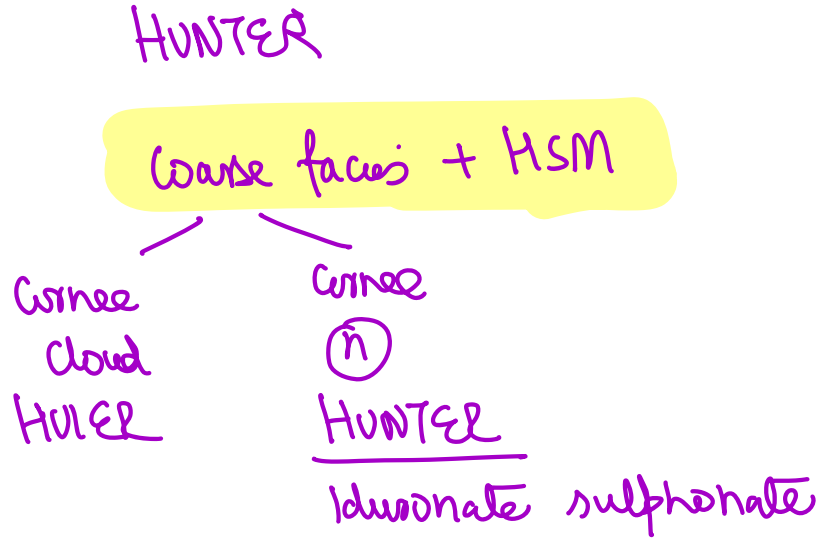 HUNTER
Coarse facies + HSM
Cornea
cloud
HULER
Cornea
n
HUNTER
Iduronate sulphonate